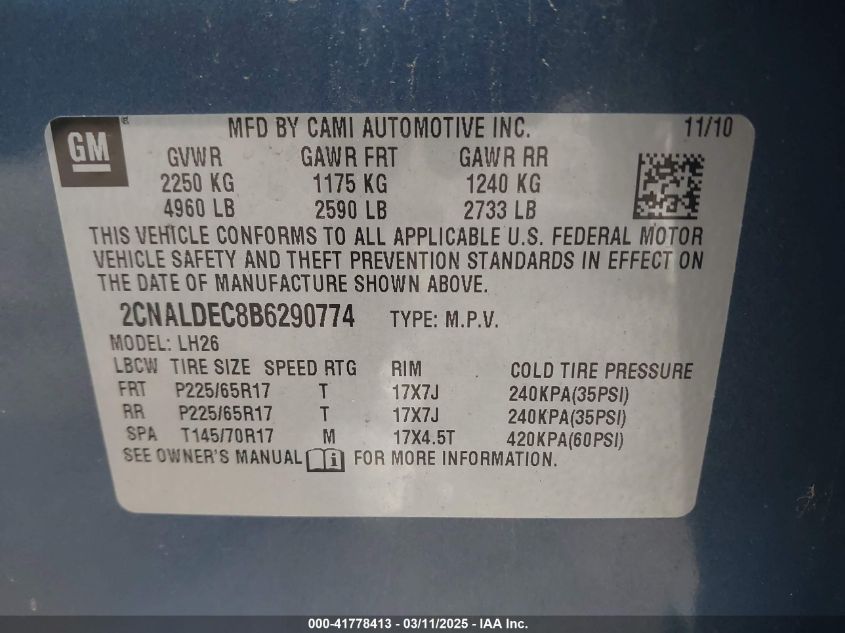 GM
MFD BY CAMI AUTOMOTIVE INC. 11/10
GVWR GAWR FRT GAWR RR
2250 KG 1175 KG 1240 KG
4960 LB 2590 LB 2733 LB
THIS VEHICLE CONFORMS TO ALL APPLICABLE U.S. FEDERAL MOTOR
VEHICLE SAFETY AND THEFT PREVENTION STANDARDS IN EFFECT ON
THE DATE OF MANUFACTURE SHOWN ABOVE.
2CNALDEC8B6290774 TYPE: M.P.V.
MODEL: LH26
LBCW TIRE SIZE SPEED RTG RIM COLD TIRE PRESSURE
FRT P225/65R17 T 17X7J 240KPA(35PSI)
RR P225/65R17 T 17X7J 240KPA(35PSI)
SPA T145/70R17 M 17X4.5T 420KPA(60PSI)
SEE OWNER'S MANUAL i FOR MORE INFORMATION.
000-41778413 - 03/11/2025 - IAA Inc.